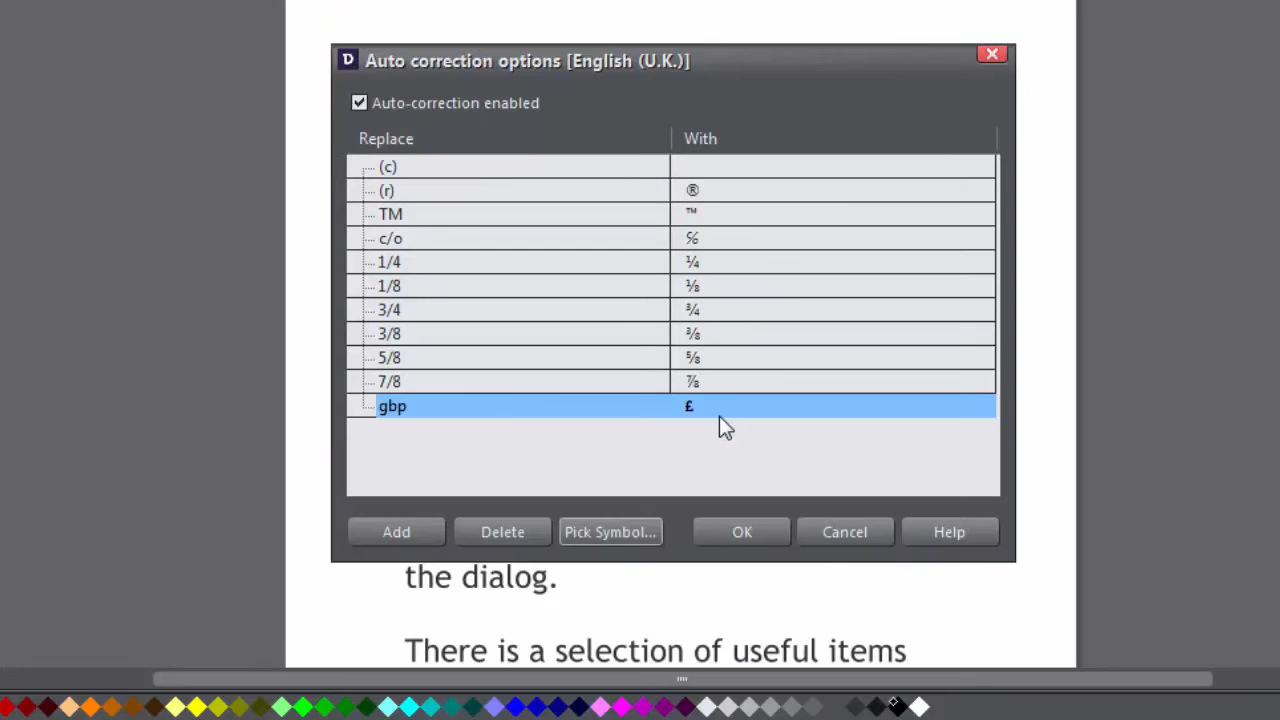 D Auto correction options [English (U.K.)]
Auto-correction enabled
Replace With
(c)
(r) ®
TM ™
c/o ℅
1/4 ¼
1/8 ⅛
3/4 ¾
3/8 ⅜
5/8 ⅝
7/8 ⅞
gbp £
Add Delete Pick Symbol... OK Cancel Help
the dialog.
There is a selection of useful items